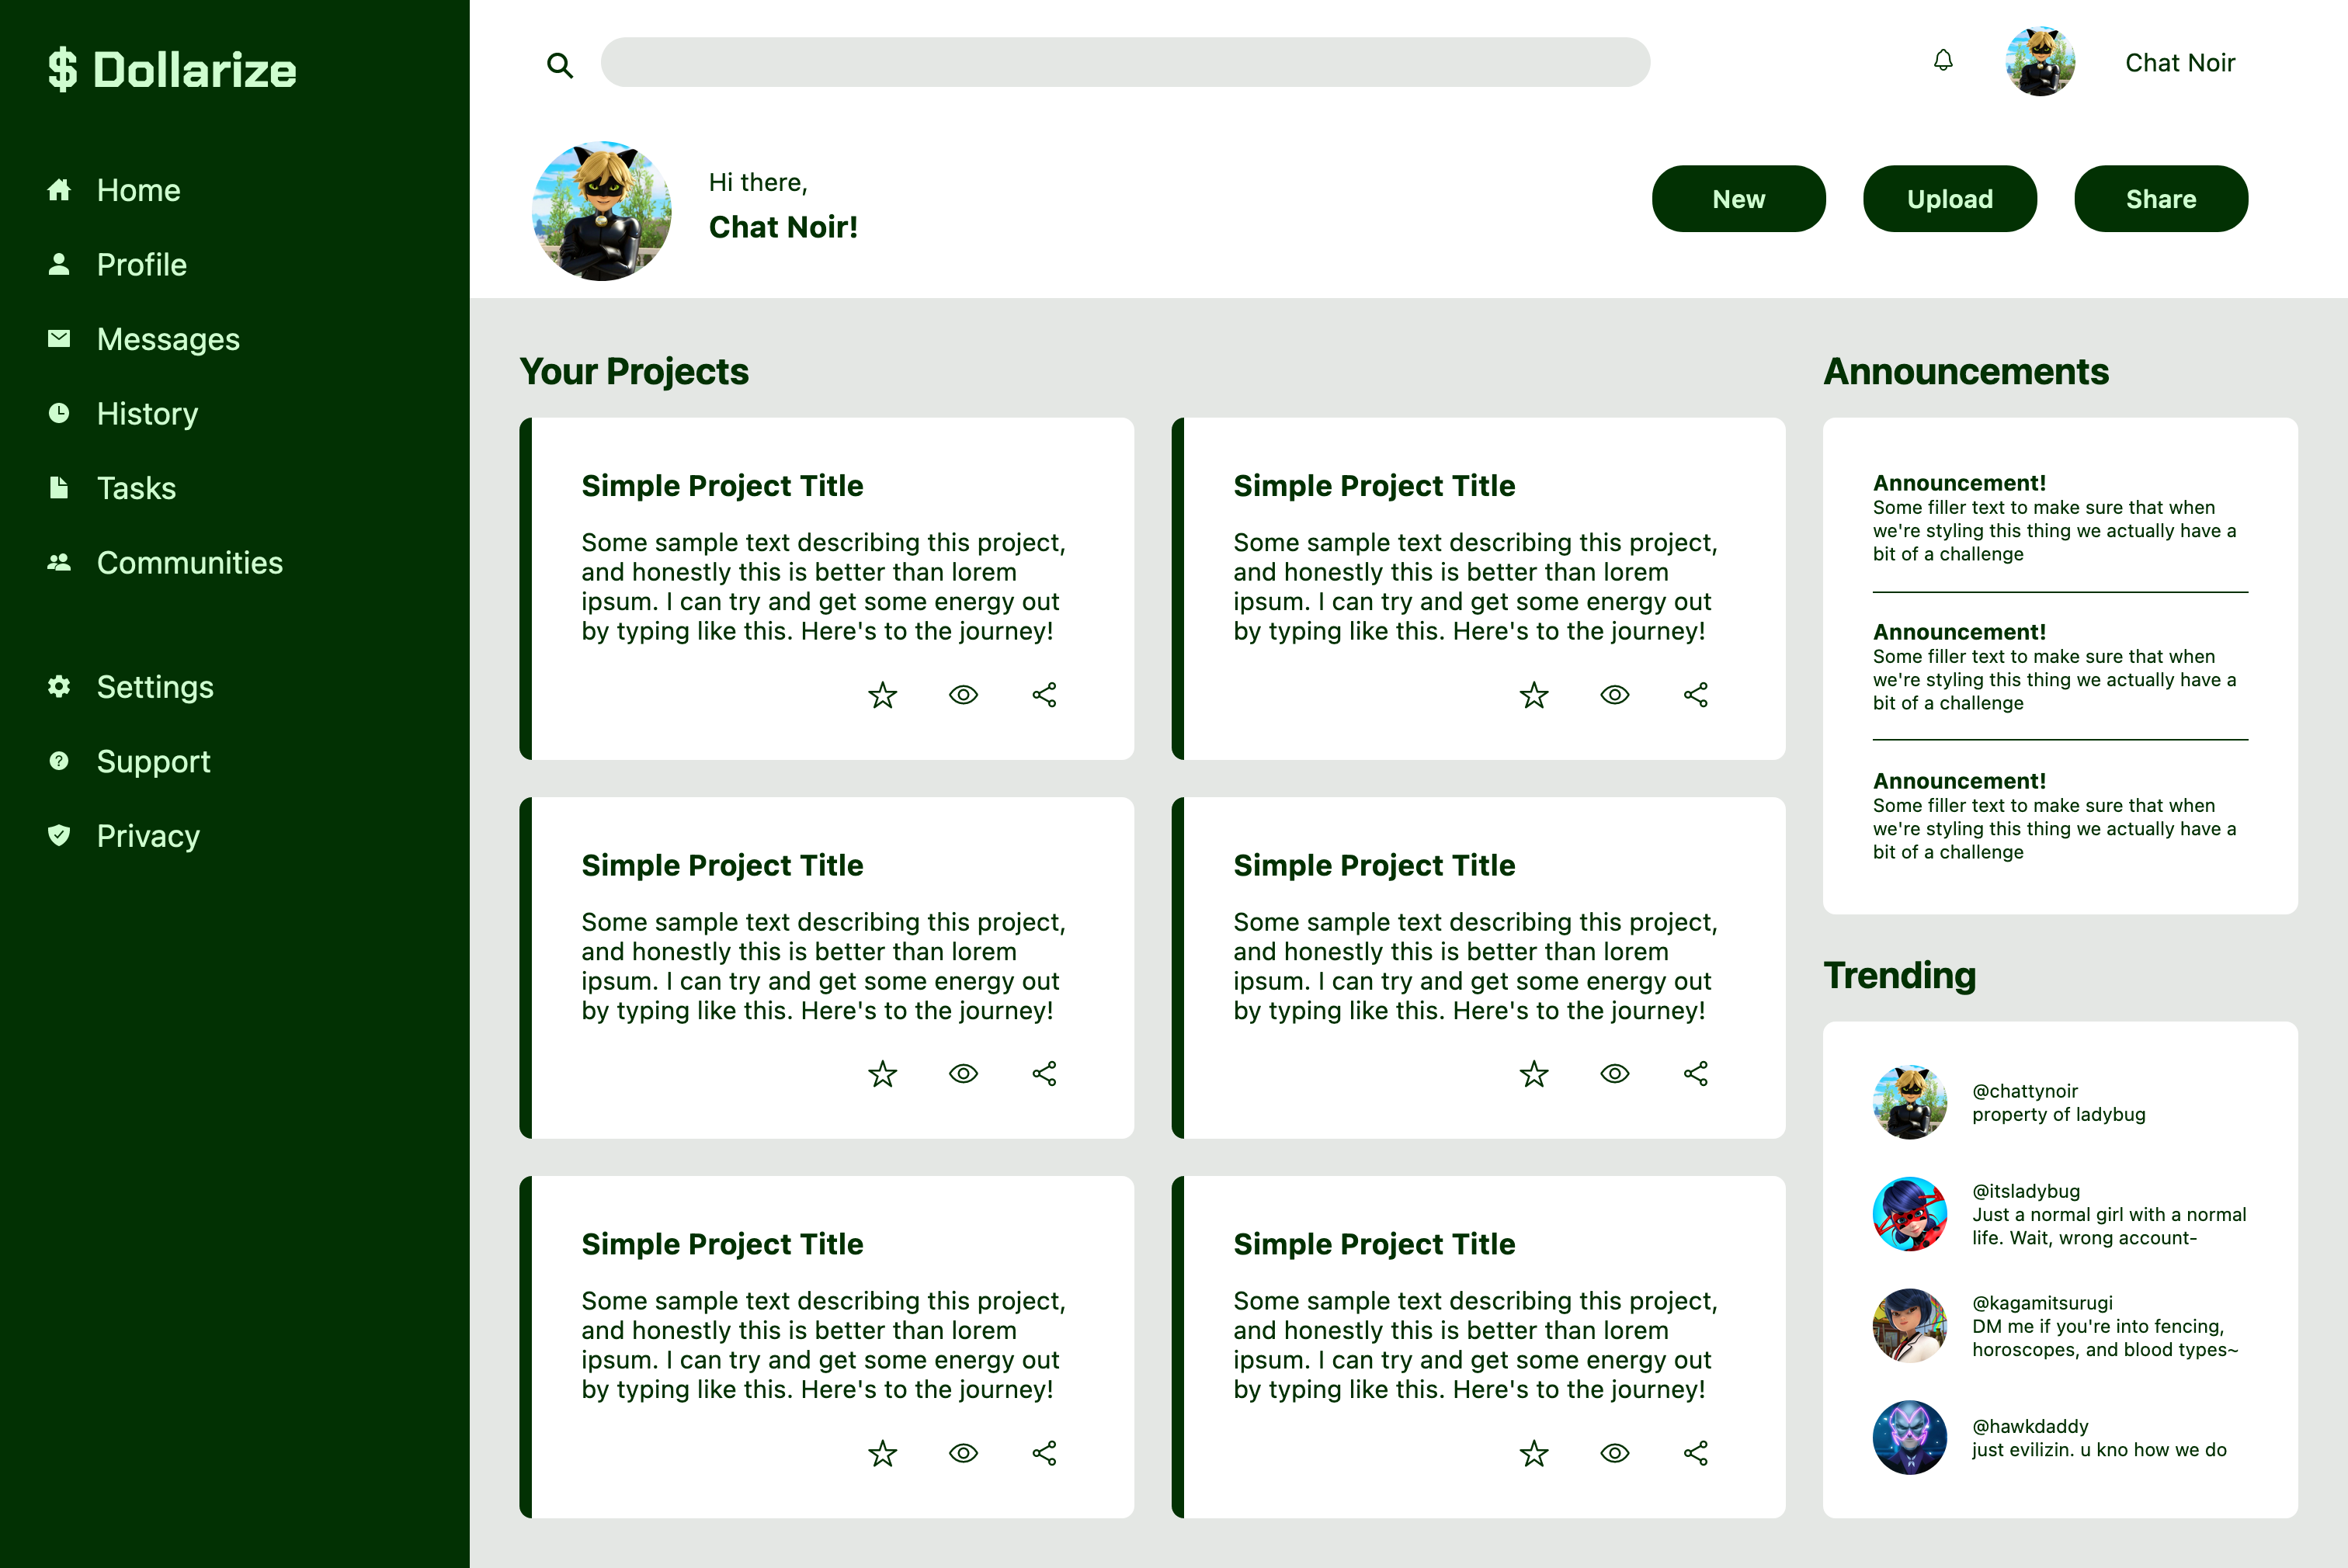 $ Dollarize
Home
Profile
Messages
History
Tasks
Communities
Settings
Support
Privacy
Chat Noir
Hi there,
Chat Noir!
New
Upload
Share
Your Projects
Simple Project Title
Some sample text describing this project,
and honestly this is better than lorem
ipsum. I can try and get some energy out
by typing like this. Here's to the journey!
Simple Project Title
Some sample text describing this project,
and honestly this is better than lorem
ipsum. I can try and get some energy out
by typing like this. Here's to the journey!
Simple Project Title
Some sample text describing this project,
and honestly this is better than lorem
ipsum. I can try and get some energy out
by typing like this. Here's to the journey!
Simple Project Title
Some sample text describing this project,
and honestly this is better than lorem
ipsum. I can try and get some energy out
by typing like this. Here's to the journey!
Simple Project Title
Some sample text describing this project,
and honestly this is better than lorem
ipsum. I can try and get some energy out
by typing like this. Here's to the journey!
Simple Project Title
Some sample text describing this project,
and honestly this is better than lorem
ipsum. I can try and get some energy out
by typing like this. Here's to the journey!
Announcements
Announcement!
Some filler text to make sure that when
we're styling this thing we actually have a
bit of a challenge
Announcement!
Some filler text to make sure that when
we're styling this thing we actually have a
bit of a challenge
Announcement!
Some filler text to make sure that when
we're styling this thing we actually have a
bit of a challenge
Trending
@chattynoir
property of ladybug
@itsladybug
Just a normal girl with a normal
life. Wait, wrong account-
@kagamitsurugi
DM me if you're into fencing,
horoscopes, and blood types~
@hawkdaddy
just evilizin. u kno how we do